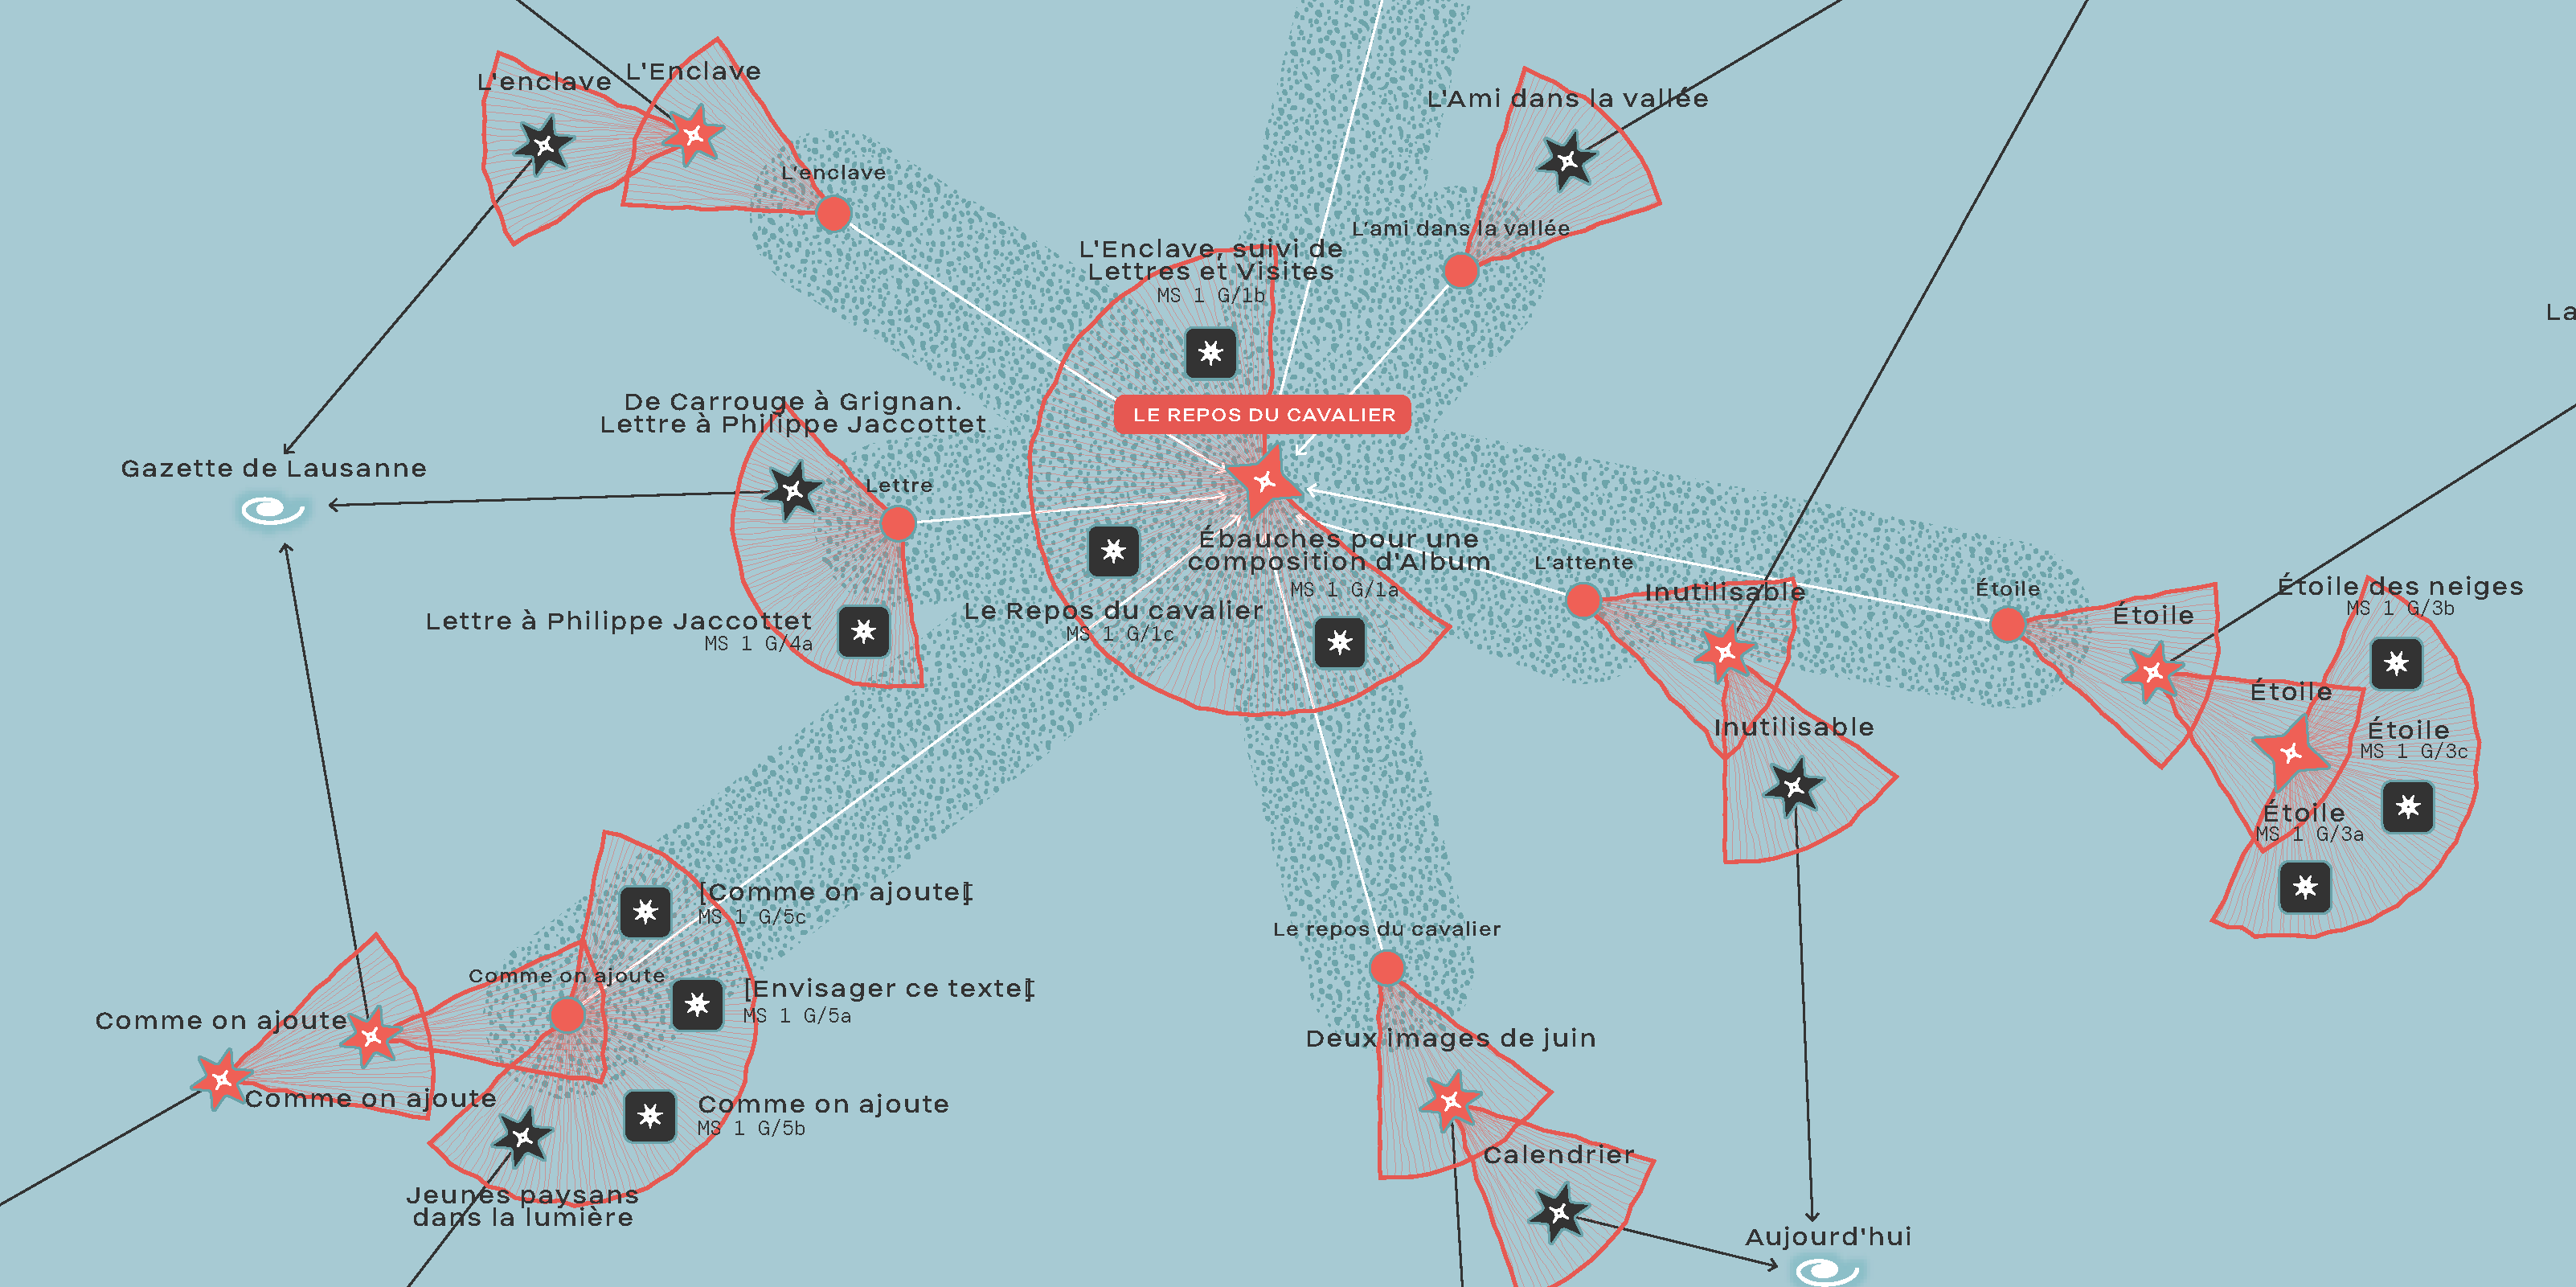 L'enclave
L'Enclave
L'enclave
L'Ami dans la vallée
L'ami dans la vallée
L'Enclave, suivi de
Lettres et Visites
MS 1 G/1b
La
De Carrouge à Grignan.
Lettre à Philippe Jaccottet
LE REPOS DU CAVALIER
Gazette de Lausanne
Lettre
Ébauches pour une
composition d'Album
MS 1 G/1a
L'attente
Inutilisable
Étoile
Étoile des neiges
MS 1 G/3b
Étoile
Lettre à Philippe Jaccottet
MS 1 G/4a
Le Repos du cavalier
MS 1 G/1c
Étoile
Inutilisable
Étoile
MS 1 G/3c
Étoile
MS 1 G/3a
[Comme on ajoute]
MS 1 G/5c
Le repos du cavalier
Comme on ajoute
[Envisager ce texte]
MS 1 G/5a
Comme on ajoute
Deux images de juin
Comme on ajoute
Comme on ajoute
MS 1 G/5b
Calendrier
Jeunes paysans
dans la lumière
Aujourd'hui